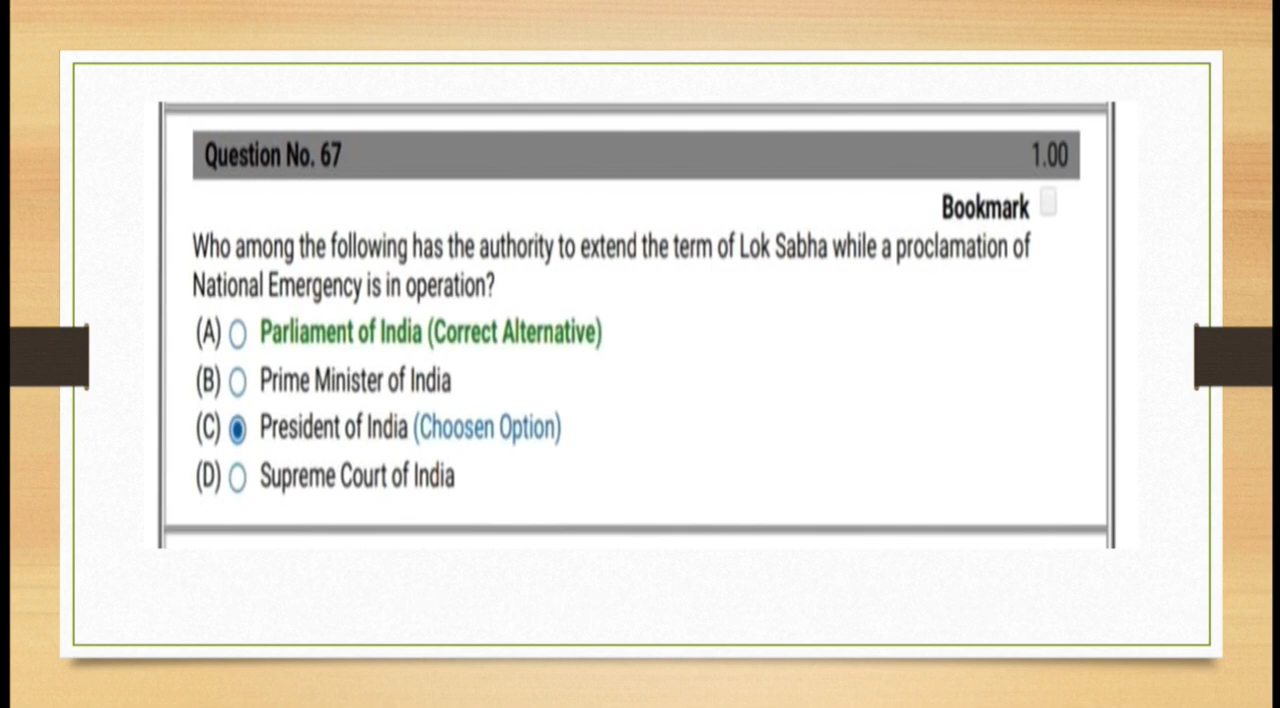 Question No. 67 1.00
Bookmark
Who among the following has the authority to extend the term of Lok Sabha while a proclamation of
National Emergency is in operation?
(A) Parliament of India (Correct Alternative)
(B) Prime Minister of India
(C) President of India (Choosen Option)
(D) Supreme Court of India